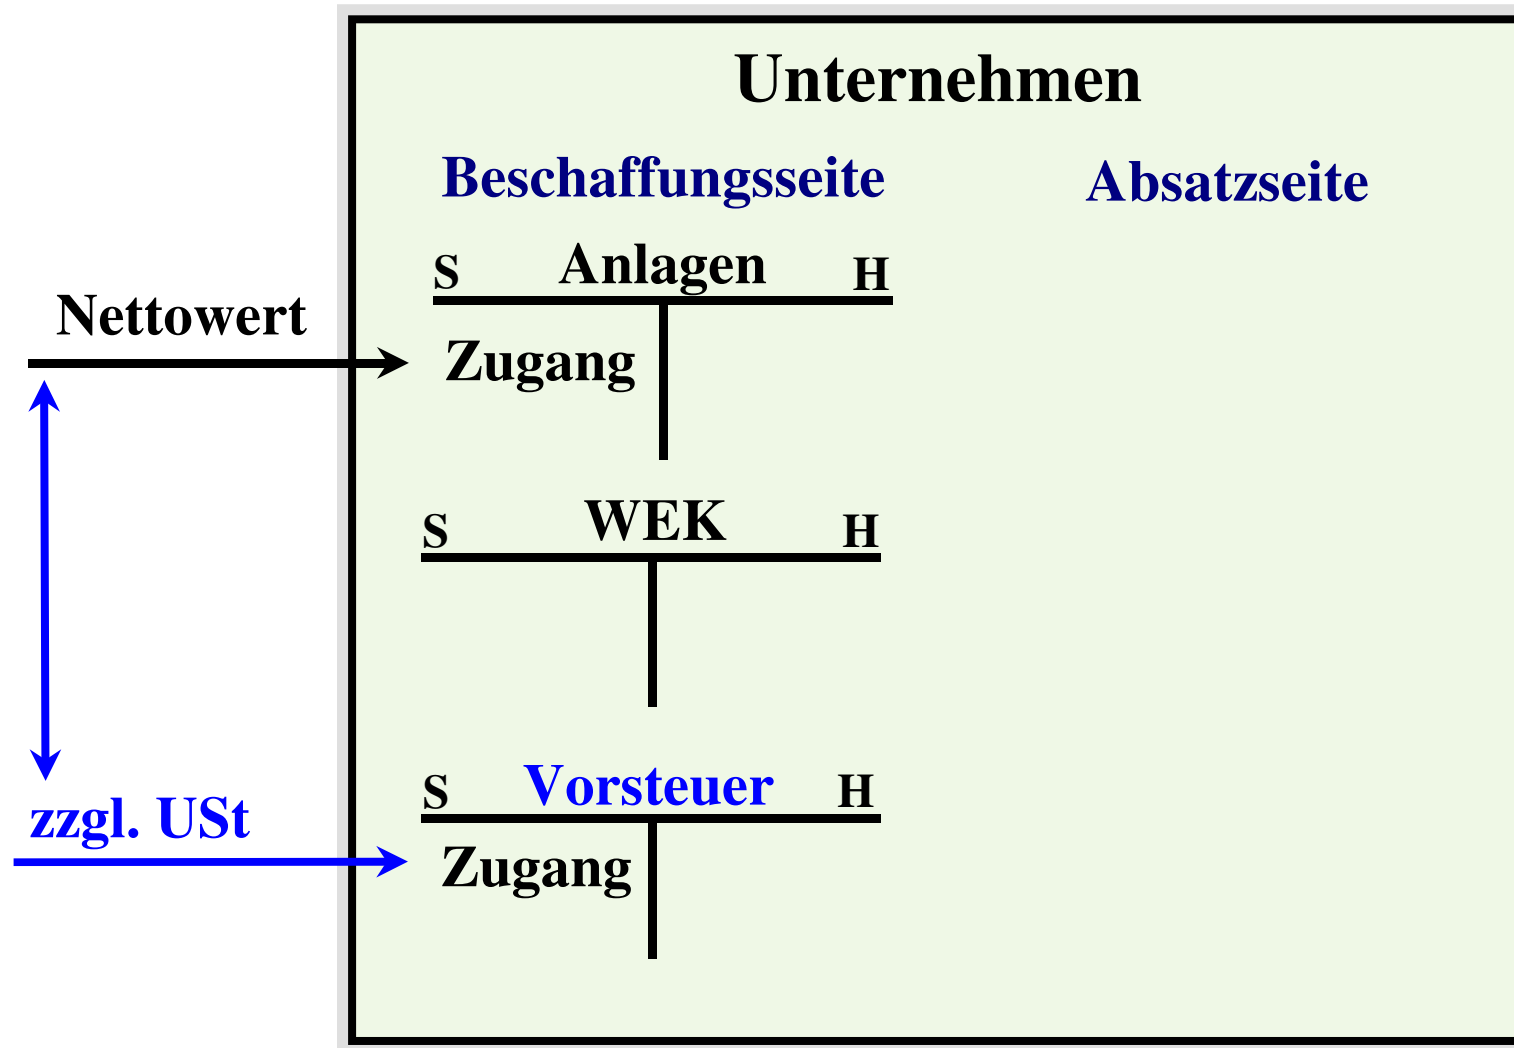 Unternehmen
Beschaffungsseite
Absatzseite
S Anlagen H
Nettowert
Zugang
S WEK H
S Vorsteuer H
zzgl. USt
Zugang